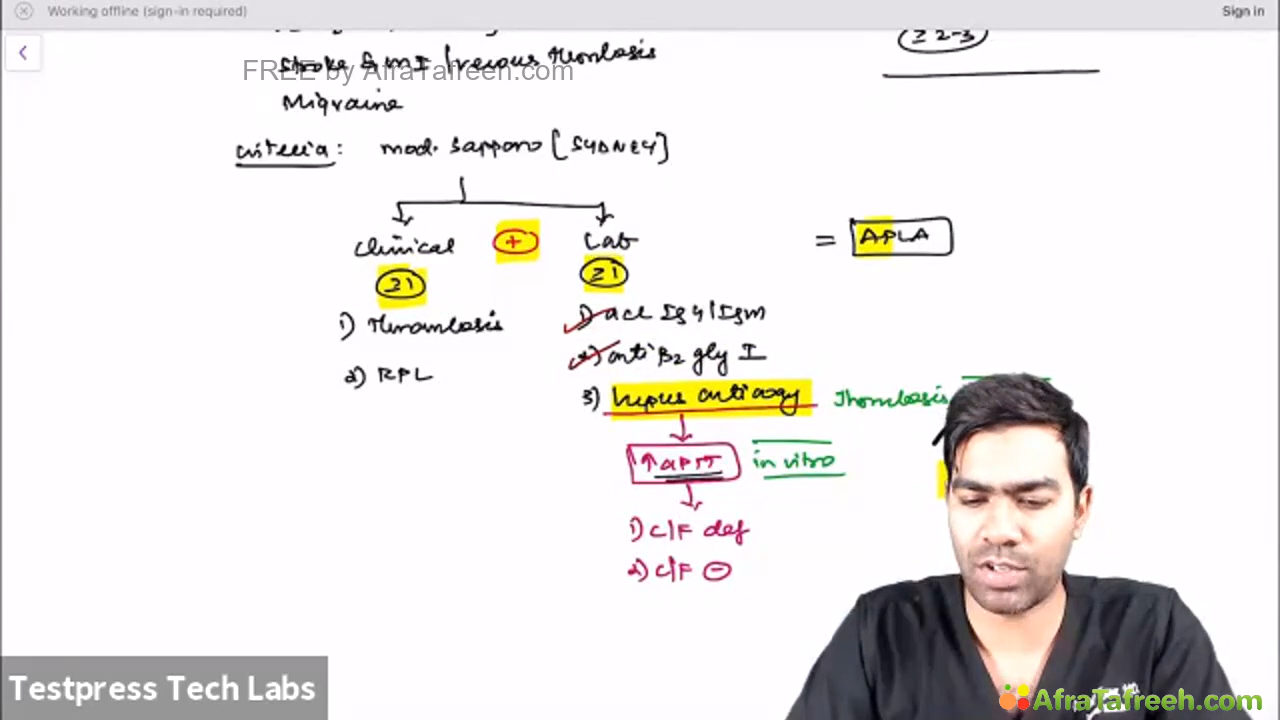 Working offline (sign-in required)
Sign in
≥ 2-3
Stroke & MI / venous thrombosis
FREE by AfraTafreeh.com
Migraine
criteria: mod. Sapporo [SYDNEY]
clinical + Lab = APLA
≥1 ≥1
1) Thrombosis
1) acl IgG/IgM
2) RPL
2) anti β2 gly I
3) lupus anticoag Thrombosis
↑ aPTT in vitro
1) C/F def
2) C/F ⊖
Testpress Tech Labs
AfraTafreeh.com